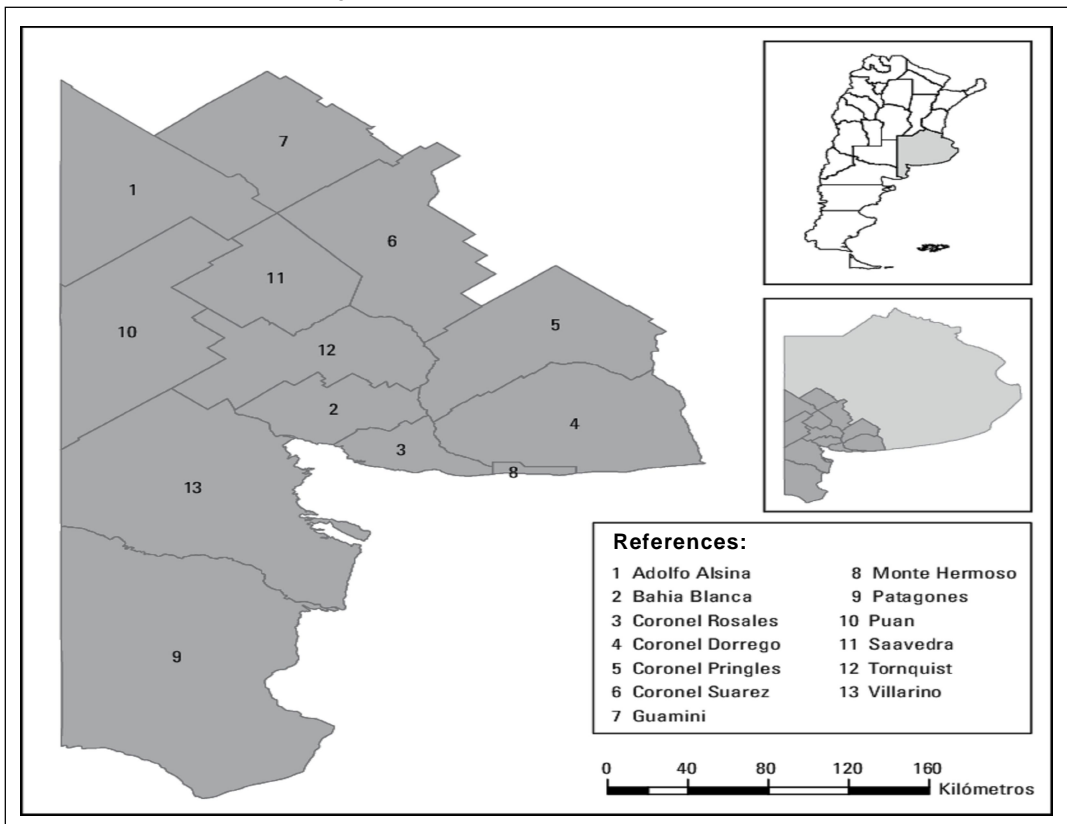 7
1
6
11
10
5
12
2
4
3
8
13
9
References:
1 Adolfo Alsina
2 Bahia Blanca
3 Coronel Rosales
4 Coronel Dorrego
5 Coronel Pringles
6 Coronel Suarez
7 Guamini
8 Monte Hermoso
9 Patagones
10 Puan
11 Saavedra
12 Tornquist
13 Villarino
0 40 80 120 160
Kilómetros